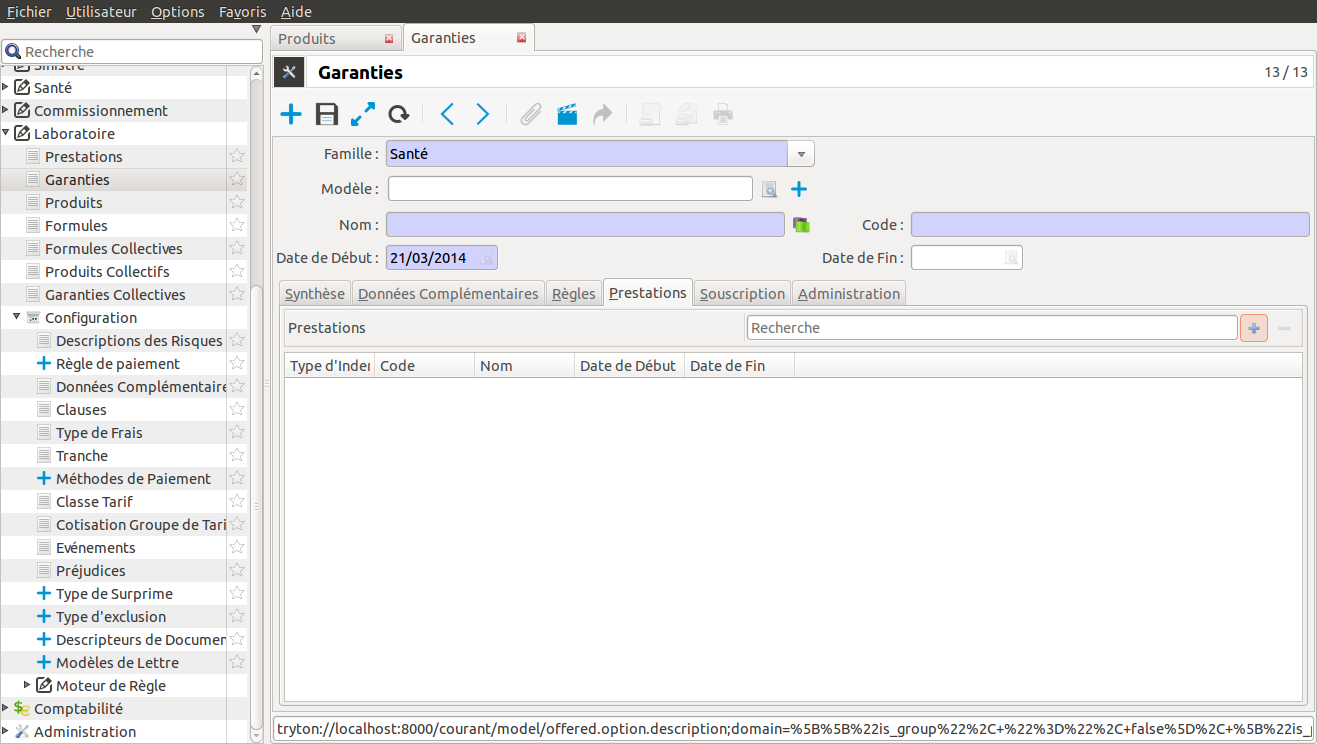 Fichier Utilisateur Options Favoris Aide
Produits Garanties
Recherche
Sinistre
Santé
Commissionnement
Laboratoire
Prestations
Garanties
Produits
Formules
Formules Collectives
Produits Collectifs
Garanties Collectives
Configuration
Descriptions des Risques
Règle de paiement
Données Complémentaire
Clauses
Type de Frais
Tranche
Méthodes de Paiement
Classe Tarif
Cotisation Groupe de Tari
Evénements
Préjudices
Type de Surprime
Type d'exclusion
Descripteurs de Documen
Modèles de Lettre
Moteur de Règle
Comptabilité
Administration
Garanties 13 / 13
Famille : Santé
Modèle :
Nom : Code :
Date de Début : 21/03/2014 Date de Fin :
Synthèse Données Complémentaires Règles Prestations Souscription Administration
Prestations Recherche
Type d'Inder Code Nom Date de Début Date de Fin
tryton://localhost:8000/courant/model/offered.option.description;domain=%5B%5B%22is_group%22%2C+%22%3D%22%2C+false%5D%2C+%5B%22is_